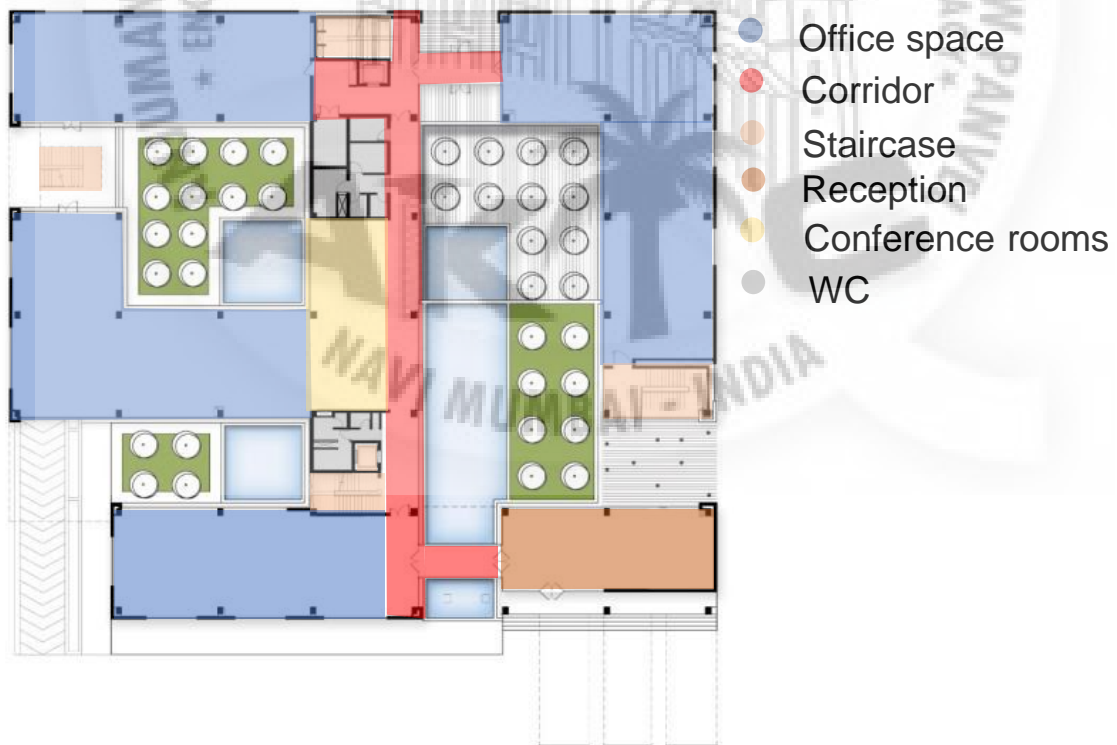 Office space
Corridor
Staircase
Reception
Conference rooms
WC
NAVI MUMBAI - INDIA